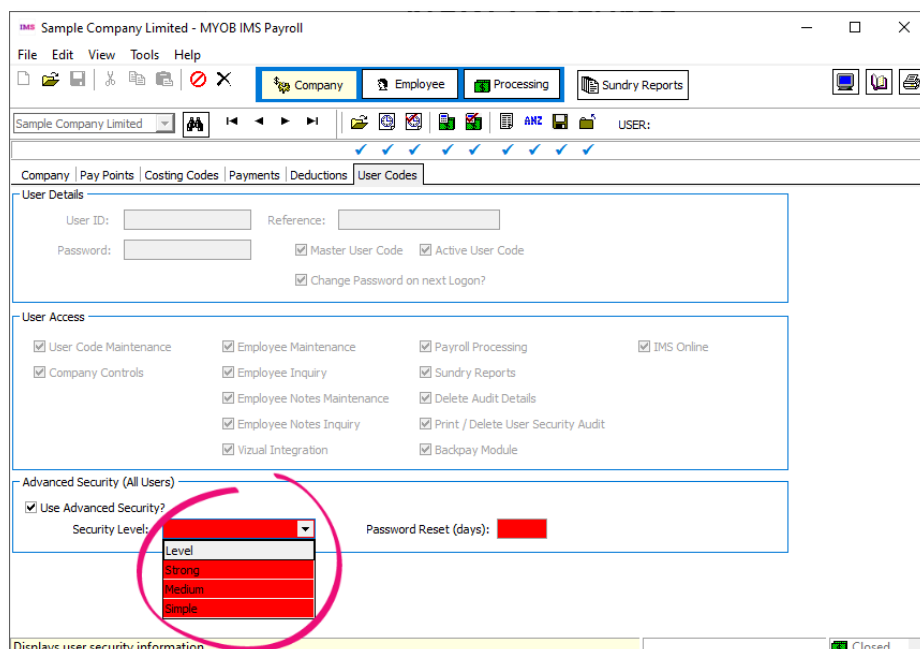 IMS Sample Company Limited - MYOB IMS Payroll
File Edit View Tools Help
Company Employee Processing Sundry Reports
Sample Company Limited ANZ USER:
Company Pay Points Costing Codes Payments Deductions User Codes
User Details
User ID: Reference:
Password: Master User Code Active User Code
Change Password on next Logon?
User Access
User Code Maintenance Employee Maintenance Payroll Processing IMS Online
Company Controls Employee Inquiry Sundry Reports
Employee Notes Maintenance Delete Audit Details
Employee Notes Inquiry Print / Delete User Security Audit
Vizual Integration Backpay Module
Advanced Security (All Users)
Use Advanced Security?
Security Level: Password Reset (days):
Level
Strong
Medium
Simple
Displays user security information Closed